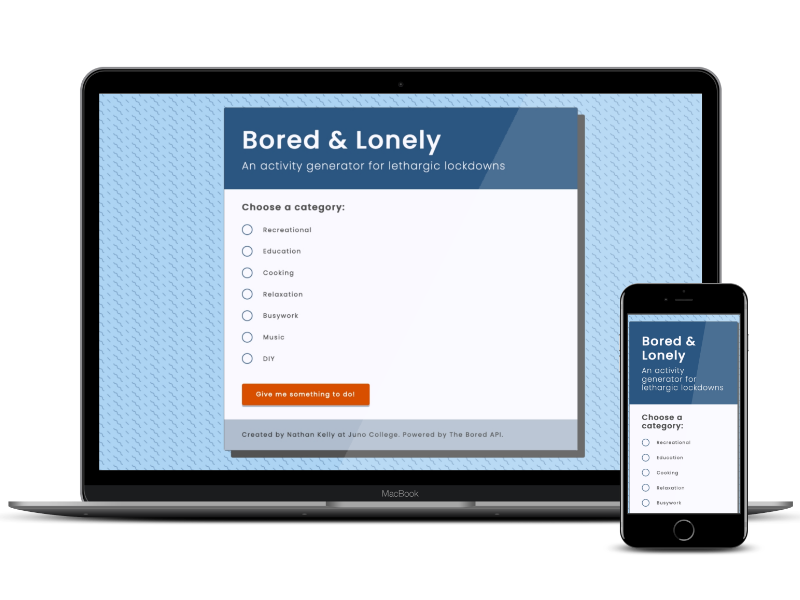 Bored & Lonely
An activity generator for lethargic lockdowns
Choose a category:
Recreational
Education
Cooking
Relaxation
Busywork
Music
DIY
Give me something to do!
Created by Nathan Kelly at Juno College. Powered by The Bored API.
MacBook
Bored &
Lonely
An activity
generator for
lethargic lockdowns
Choose a
category:
Recreational
Education
Cooking
Relaxation
Busywork